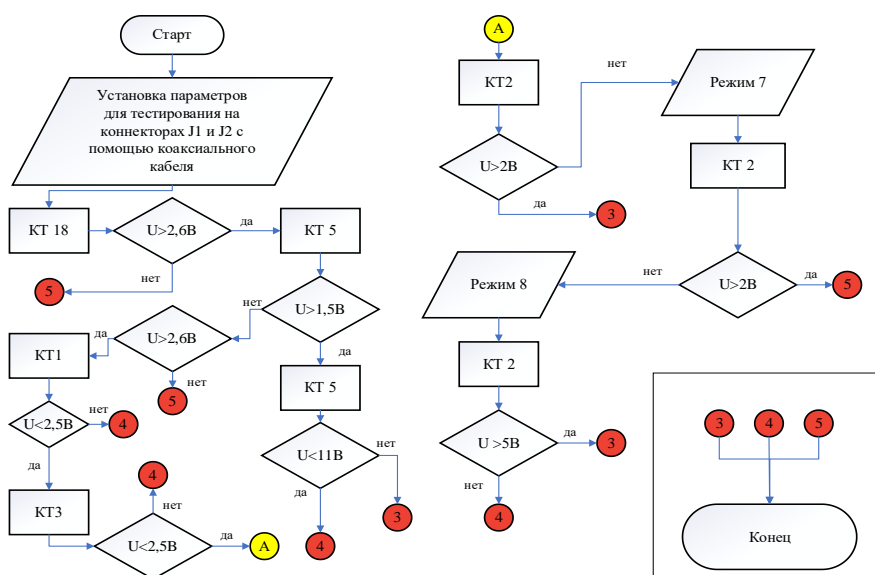 Старт
Установка параметров
для тестирования на
коннекторах J1 и J2 с
помощью коаксиального
кабеля
КТ 18
U>2,6В
да
КТ 5
нет
5
U>1,5В
нет
да
U>2,6В
да
КТ1
нет
5
КТ 5
U<2,5В
нет
4
да
U<11В
нет
3
да
4
КТ3
U<2,5В
нет
4
да
А
А
КТ2
U>2В
нет
да
3
Режим 7
КТ 2
U>2В
да
5
нет
Режим 8
КТ 2
U >5В
да
3
нет
4
3
4
5
Конец